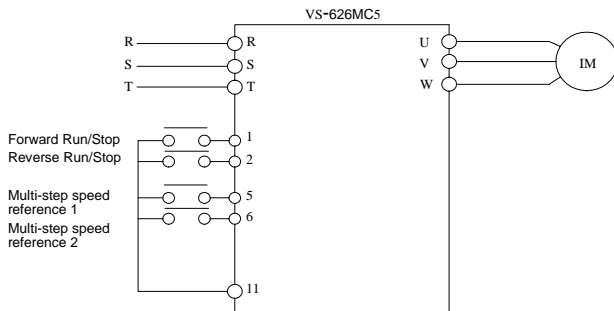 VS-626MC5
R R U
S S V IM
T T W
Forward Run/Stop 1
Reverse Run/Stop 2
Multi-step speed
reference 1 5
Multi-step speed
reference 2 6
11